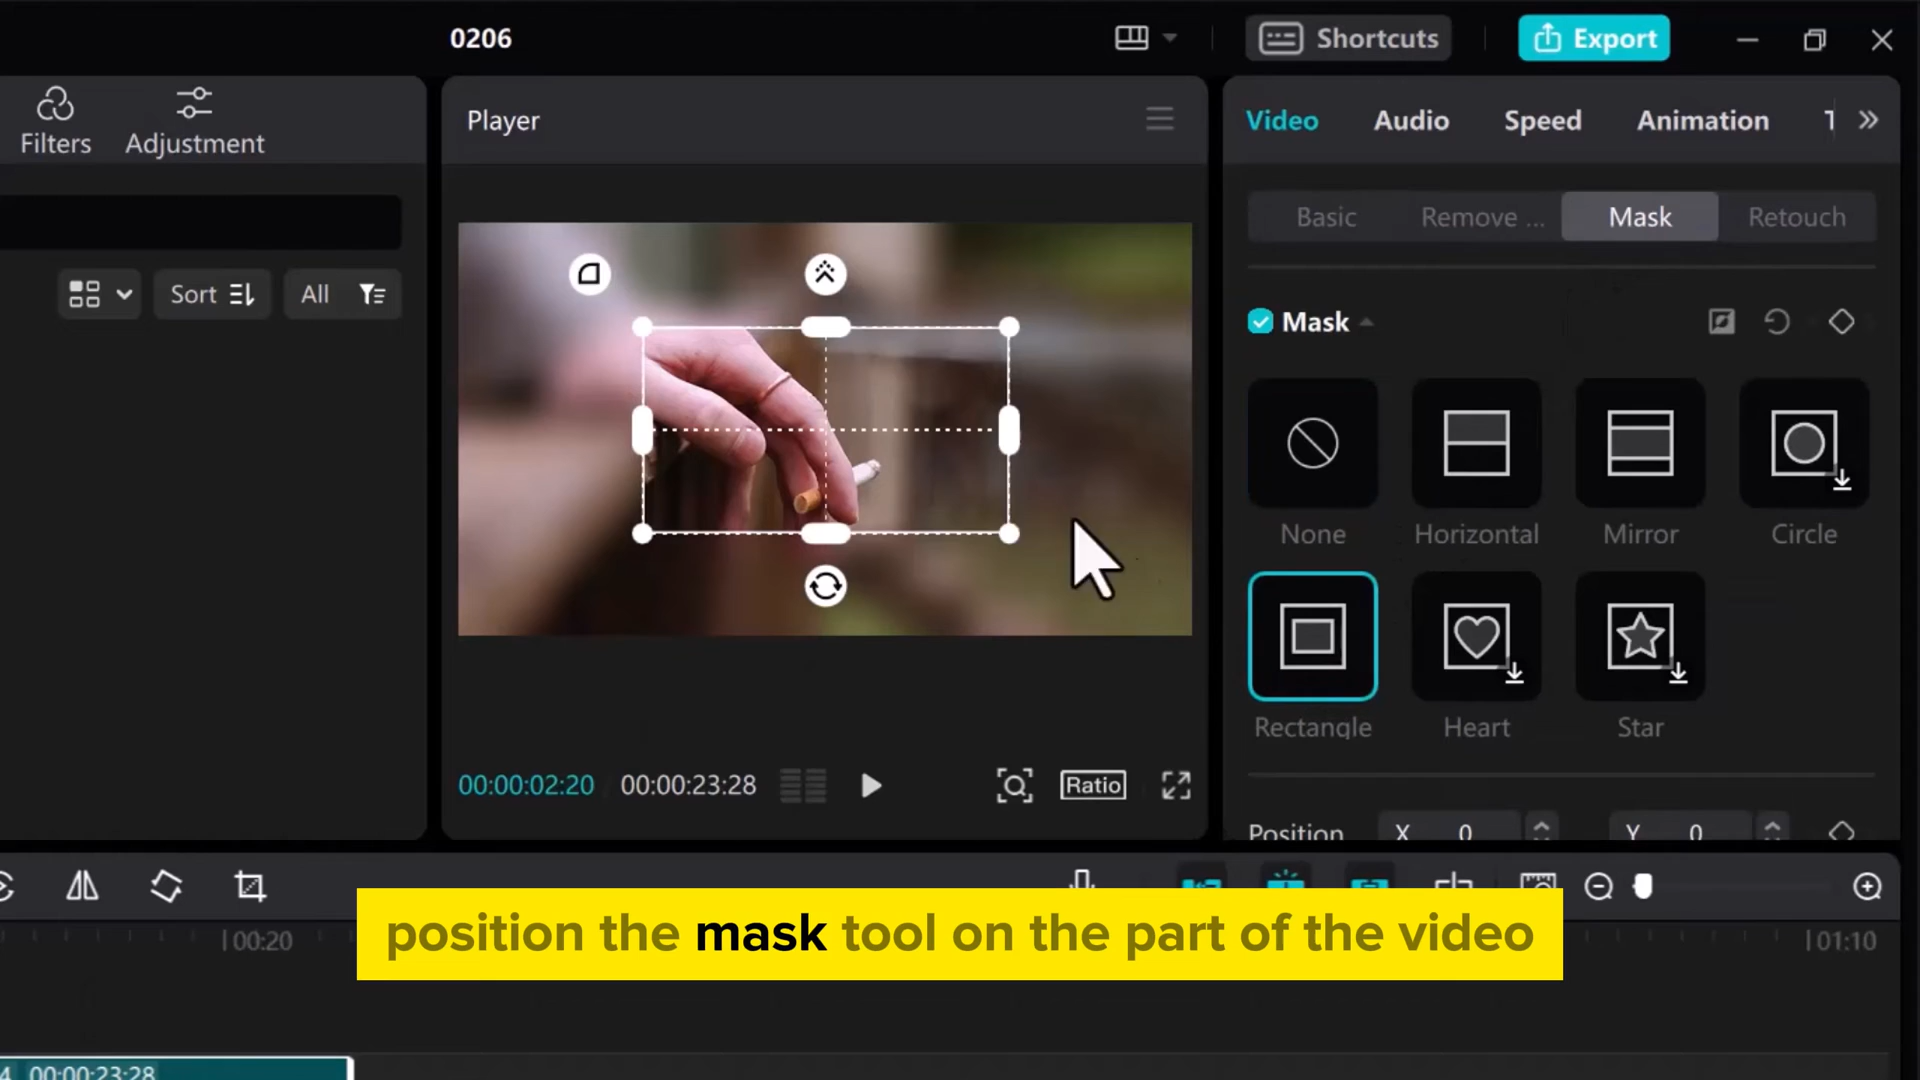 0206
Shortcuts
Export
Filters
Adjustment
Player
Video
Audio
Speed
Animation
Basic
Remove ...
Mask
Retouch
Sort
All
Mask
None
Horizontal
Mirror
Circle
Rectangle
Heart
Star
00:00:02:20
00:00:23:28
Ratio
Position
X 0
Y 0
00:20
position the mask tool on the part of the video
01:10
4 00:00:23:28